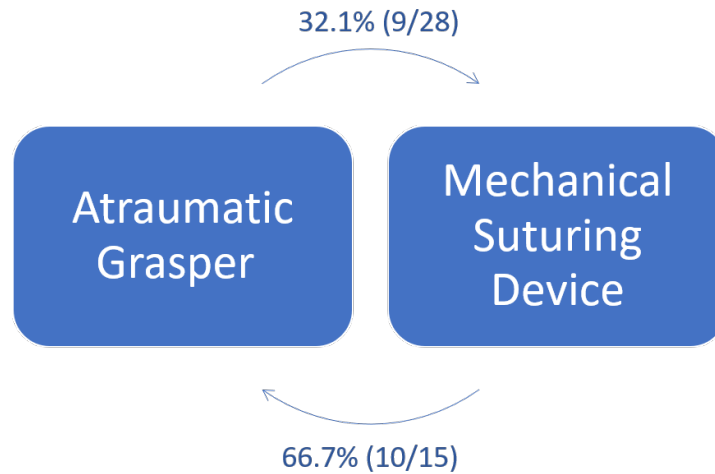 32.1% (9/28)
Atraumatic
Grasper
Mechanical
Suturing
Device
66.7% (10/15)